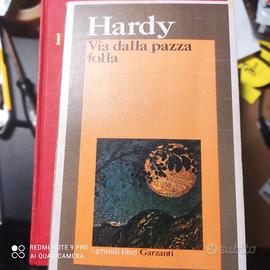 Hardy
Via dalla pazza
folla
i grandi libri Garzanti
REDMI NOTE 9 PRO
AI QUAD CAMERA
subito